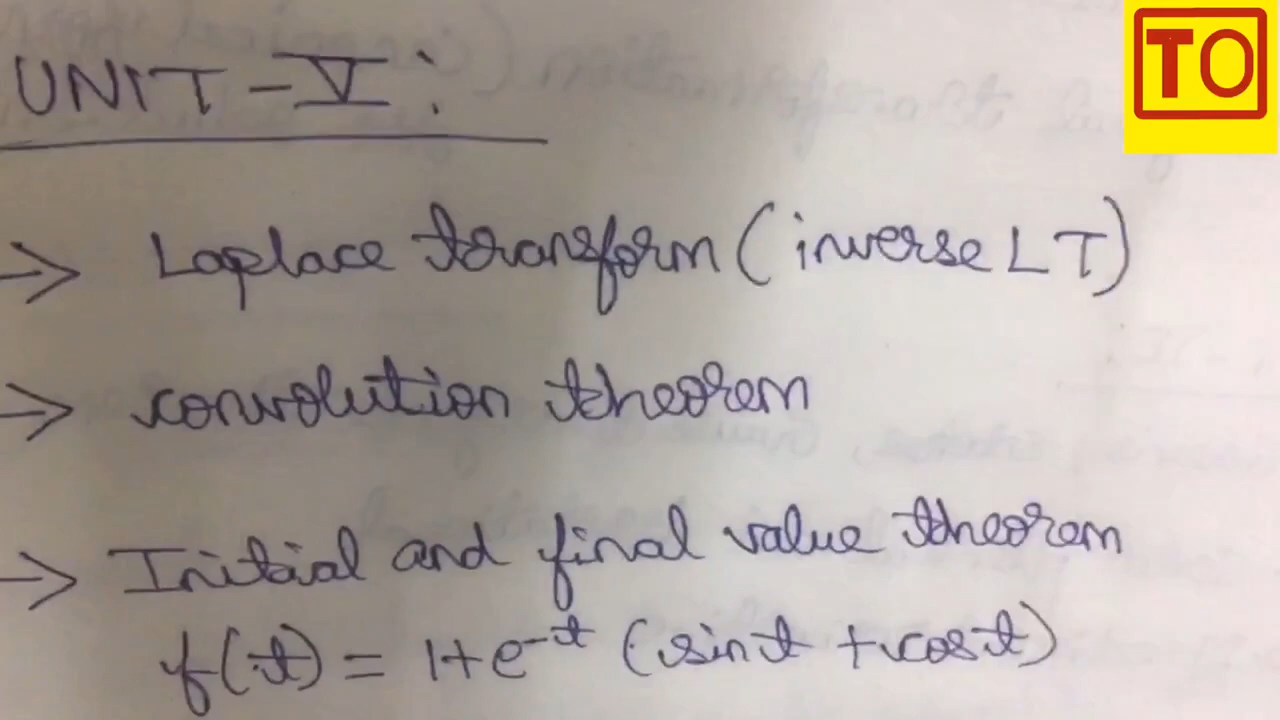 TO
UNIT-V:
→ Laplace transform (inverse LT)
→ convolution theorem
→ Initial and final value theorem
f(t) = 1+e^-t (sint + cost)